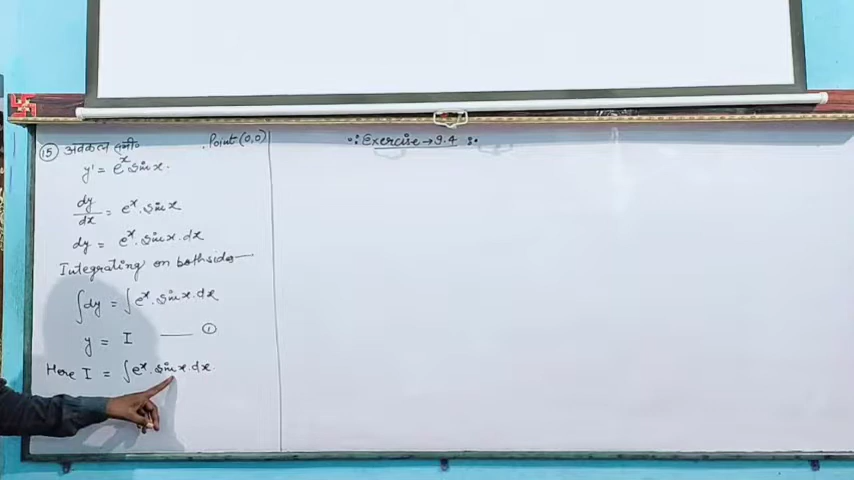 ∴ Exercise → 9.4 :•
(15) अवकल समी०    Point (0,0)
y' = eˣ sin x.
dy/dx = eˣ. sin x
dy = eˣ. sin x. dx
Integrating on both side —
∫dy = ∫eˣ. sin x. dx
y = I —— (1)
Here I = ∫eˣ. sin x. dx.